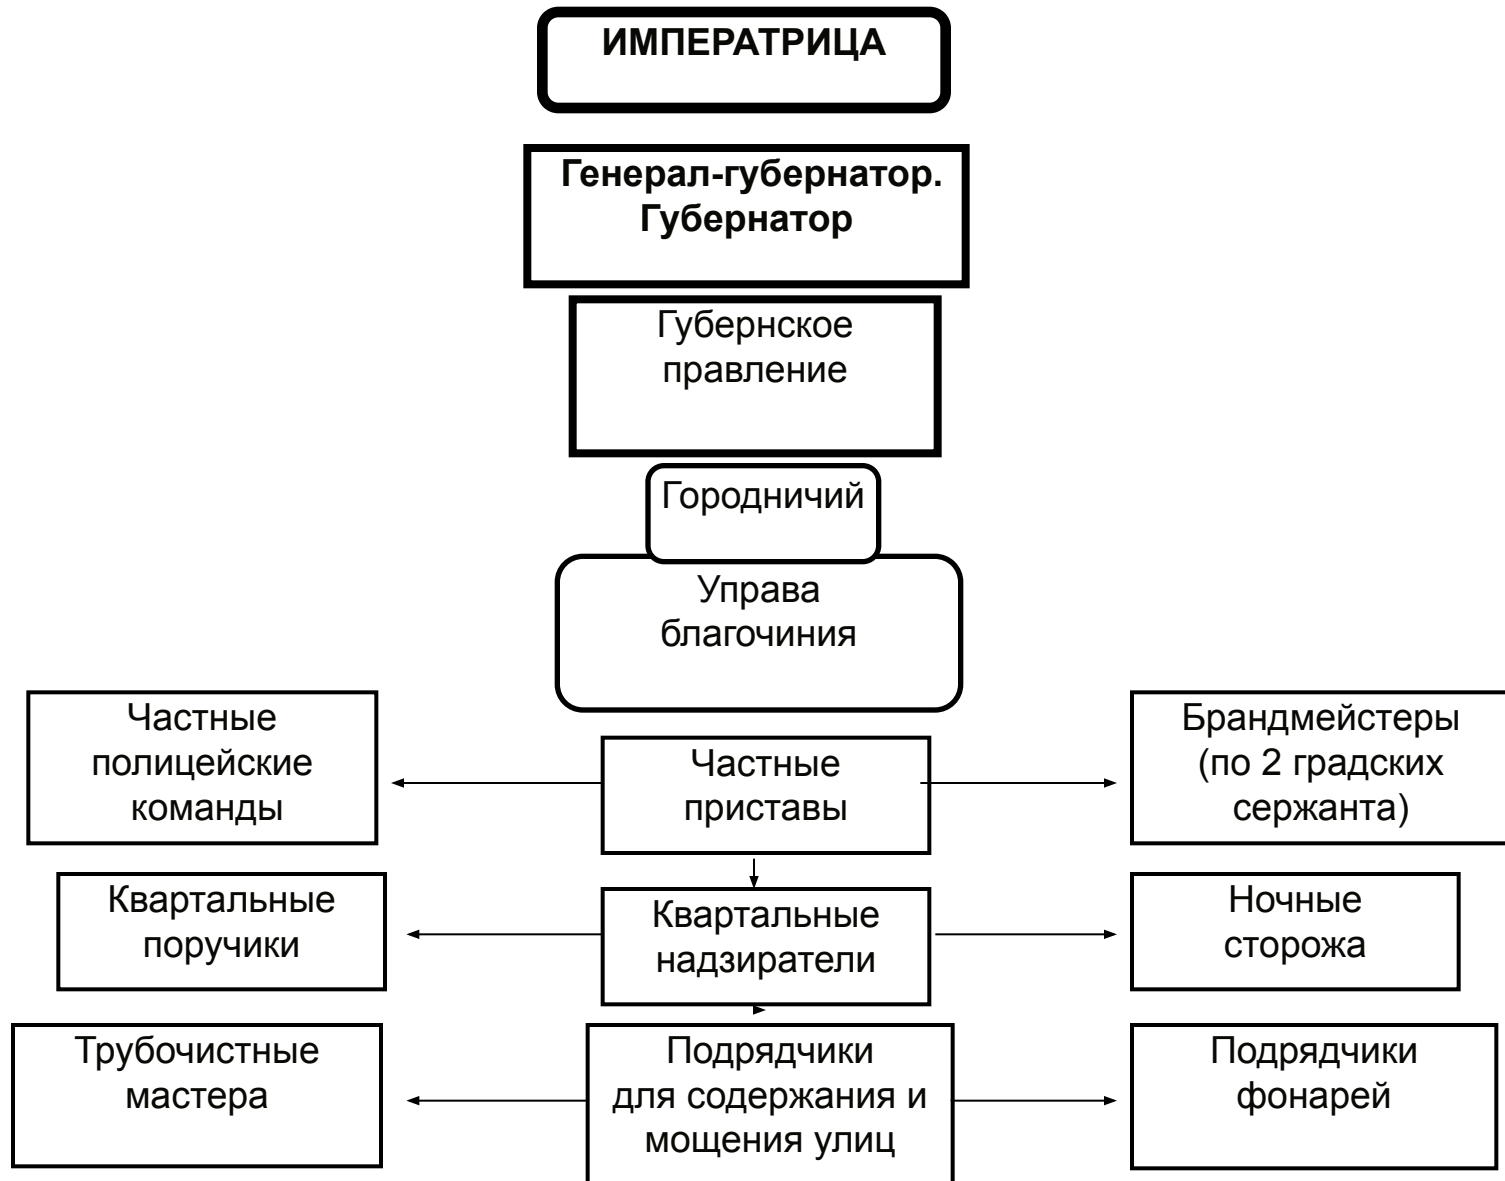 ИМПЕРАТРИЦА
Генерал-губернатор.
Губернатор
Губернское
правление
Городничий
Управа
благочиния
Частные
полицейские
команды
Частные
приставы
Брандмейстеры
(по 2 градских
сержанта)
Квартальные
поручики
Квартальные
надзиратели
Ночные
сторожа
Трубочистные
мастера
Подрядчики
для содержания и
мощения улиц
Подрядчики
фонарей